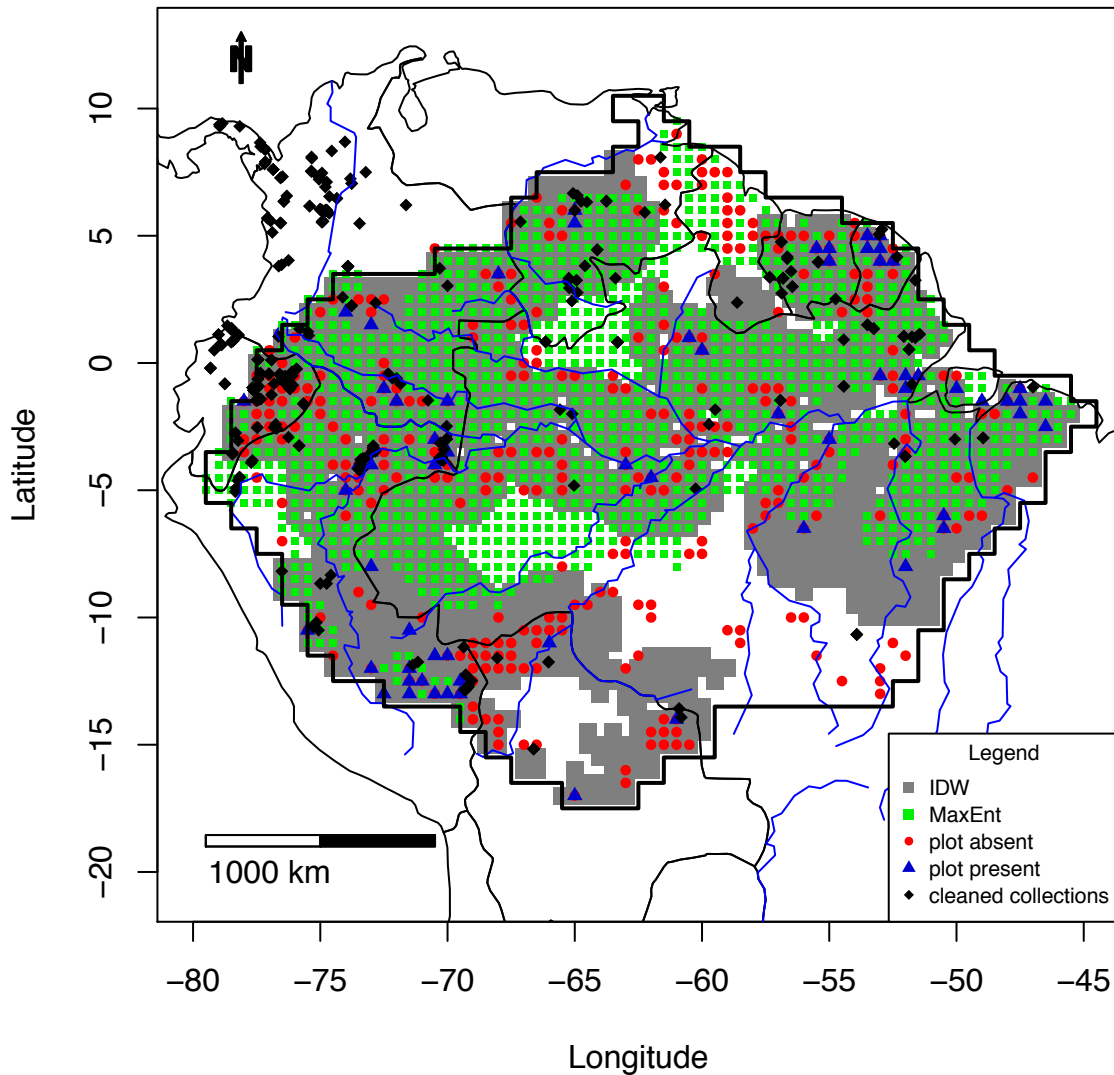 N
Latitude
10
5
0
−5
−10
−15
−20
1000 km
Legend
IDW
MaxEnt
plot absent
plot present
cleaned collections
−80 −75 −70 −65 −60 −55 −50 −45
Longitude